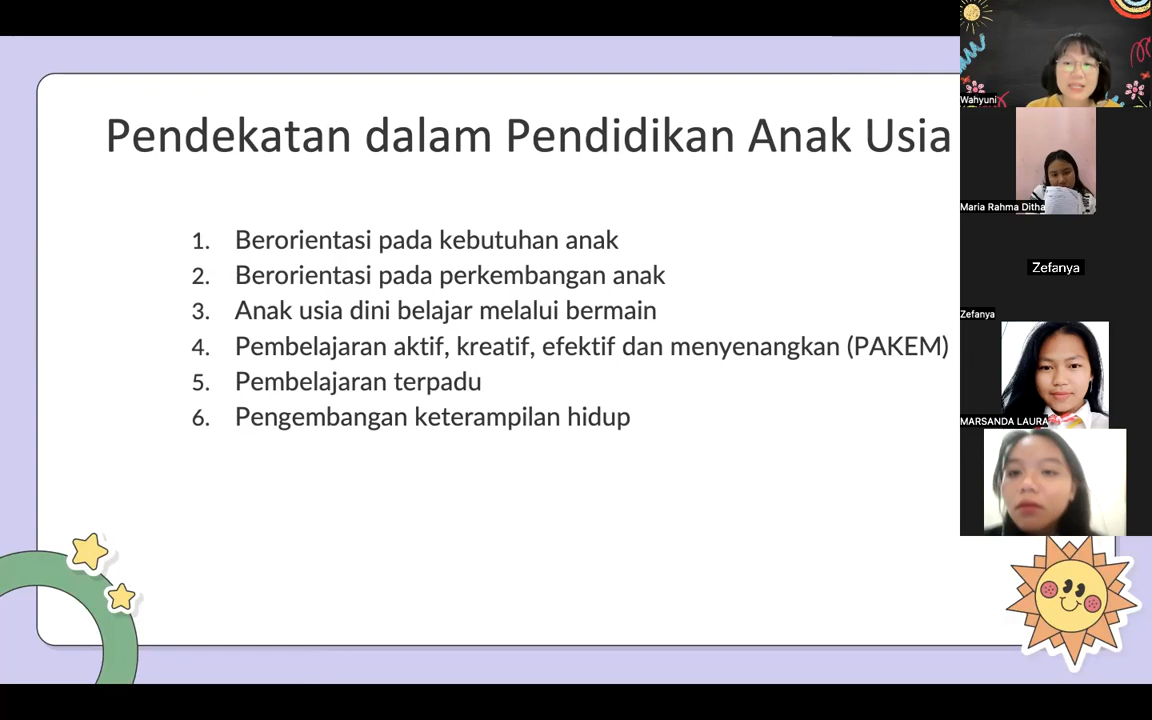 Pendekatan dalam Pendidikan Anak Usia
1. Berorientasi pada kebutuhan anak
2. Berorientasi pada perkembangan anak
3. Anak usia dini belajar melalui bermain
4. Pembelajaran aktif, kreatif, efektif dan menyenangkan (PAKEM)
5. Pembelajaran terpadu
6. Pengembangan keterampilan hidup
Wahyuni
Maria Rahma Ditha
Zefanya
Zefanya
MARSANDA LAURA